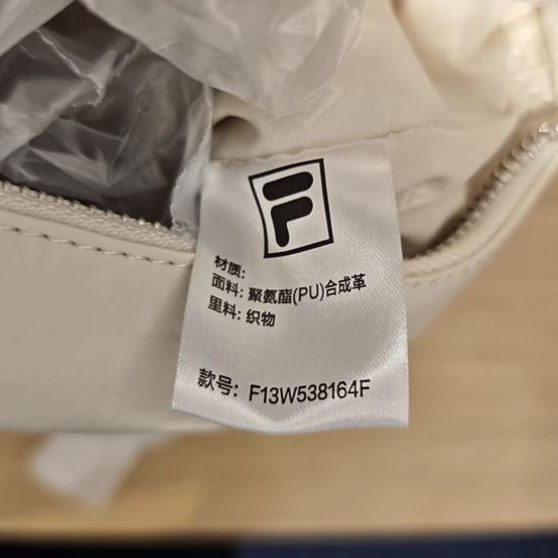 F
材质:
面料: 聚氨酯(PU)合成革
里料: 织物
款号: F13W538164F